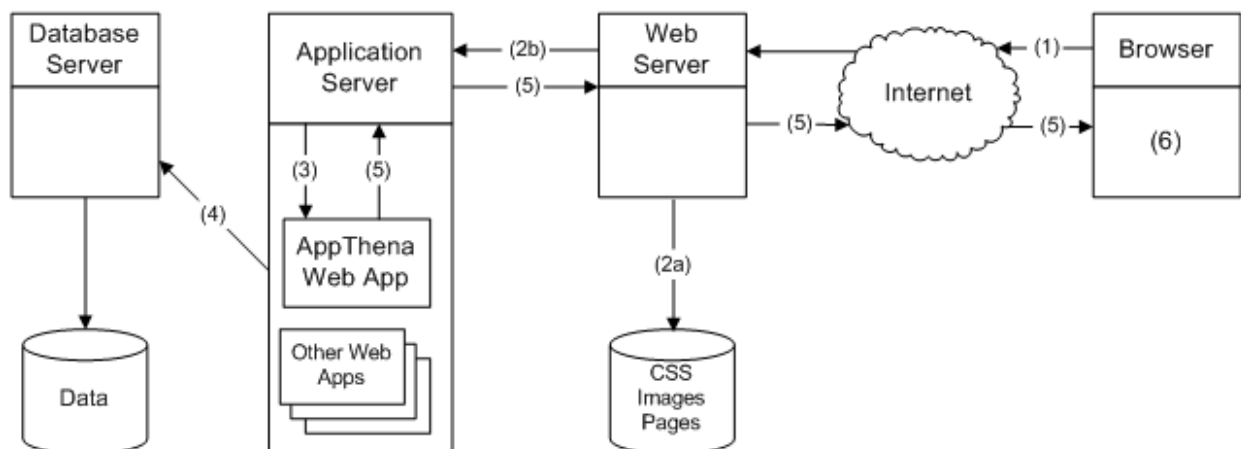 Database
Server
Application
Server
(2b)
(5)
Web
Server
(1)
Browser
Internet
(5)
(5)
(6)
(3)
(5)
(4)
AppThena
Web App
(2a)
Other Web
Apps
Data
CSS
Images
Pages